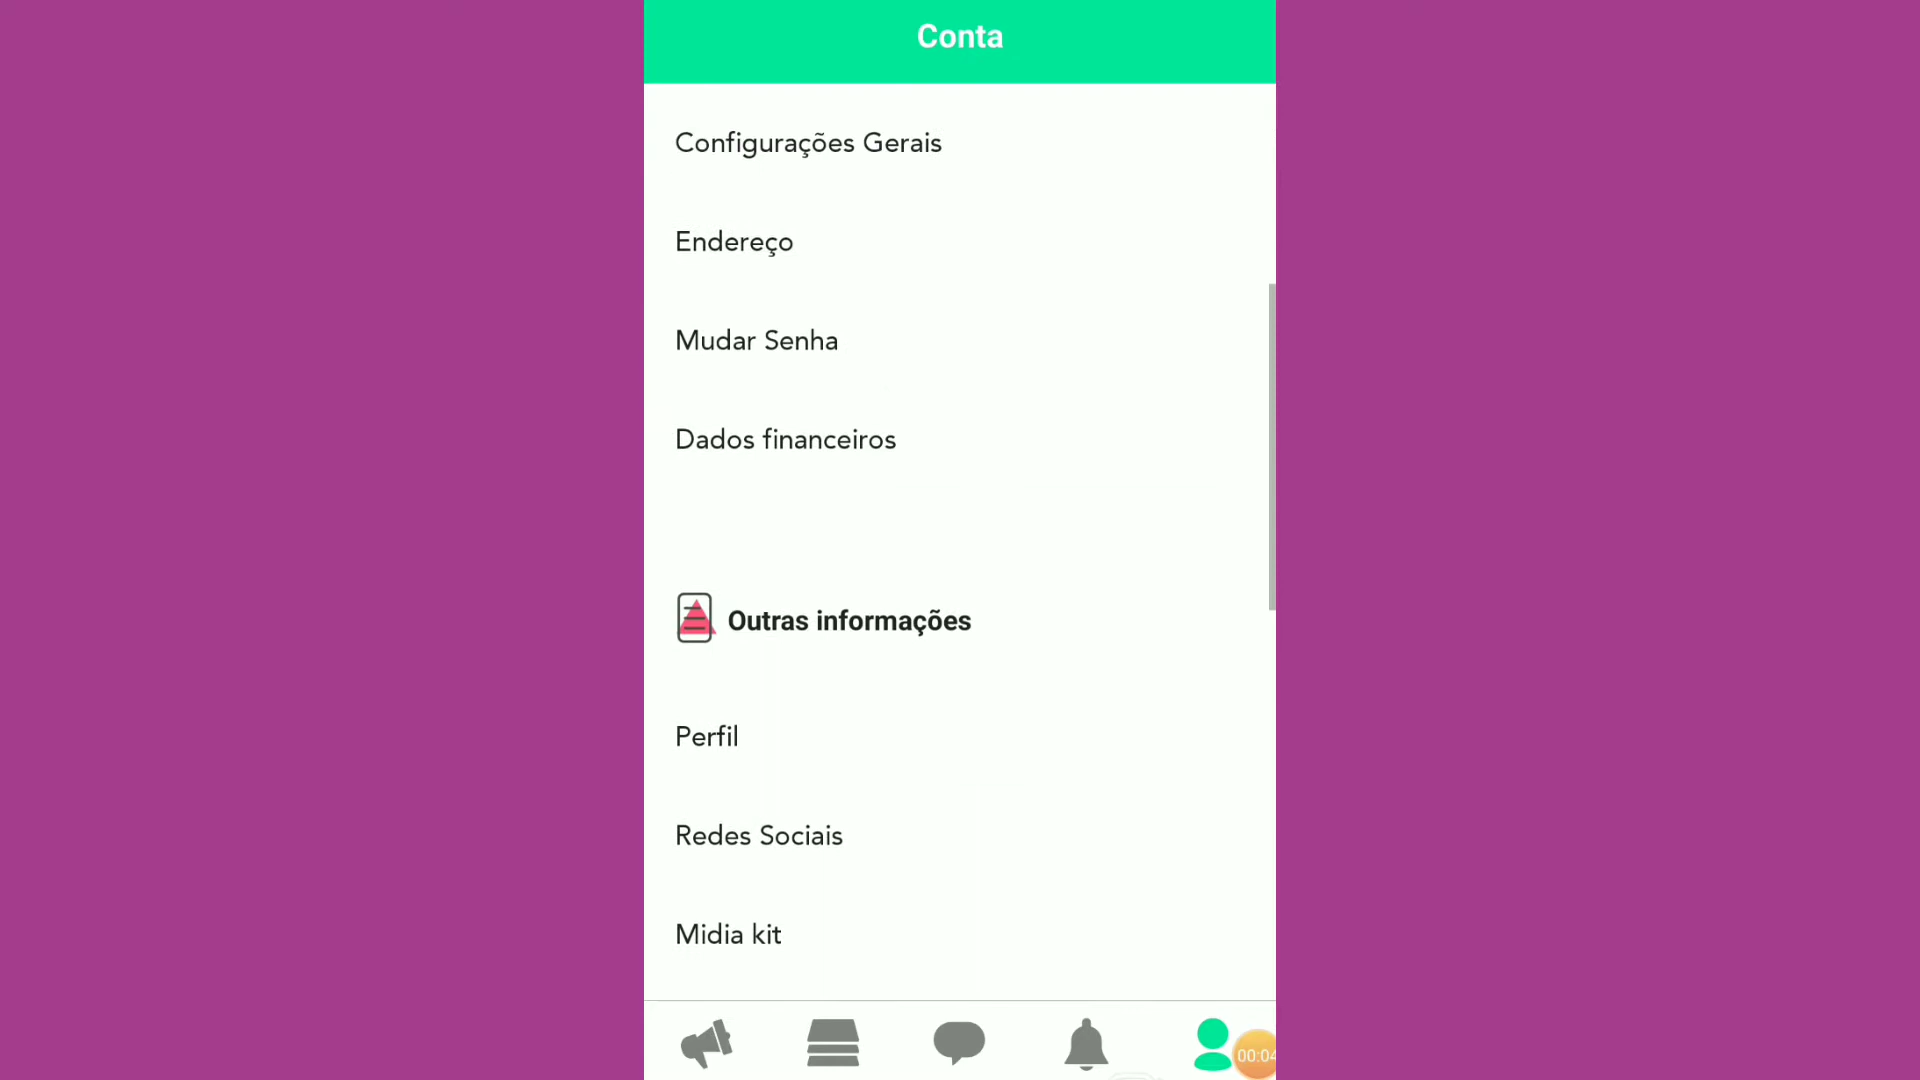 Conta
Configurações Gerais
Endereço
Mudar Senha
Dados financeiros
Outras informações
Perfil
Redes Sociais
Midia kit
00:04